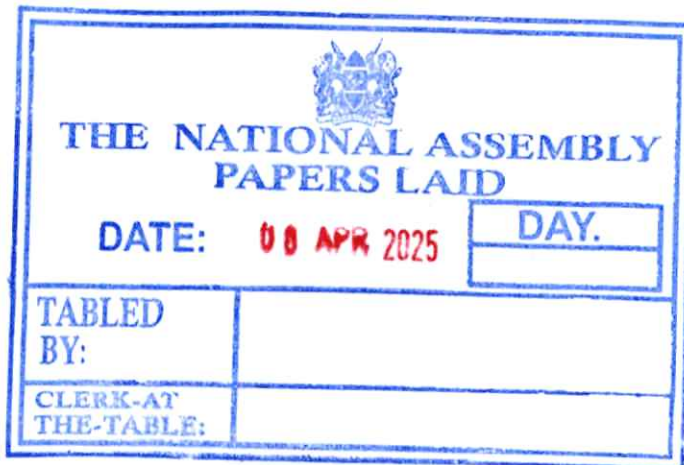 THE NATIONAL ASSEMBLY
PAPERS LAID
DATE: 08 APR 2025 DAY.
TABLED
BY:
CLERK-AT
THE-TABLE: